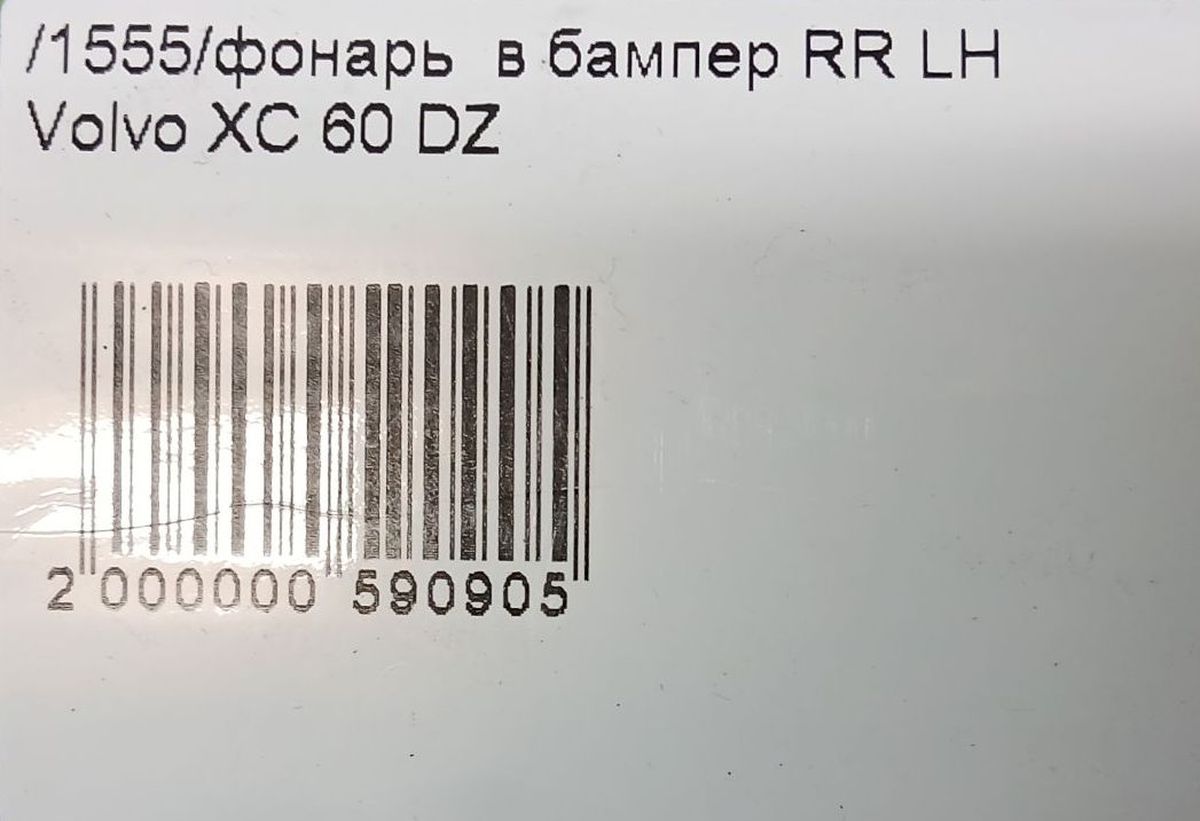 /1555/фонарь в бампер RR LH
Volvo XC 60 DZ
2 000000 590905